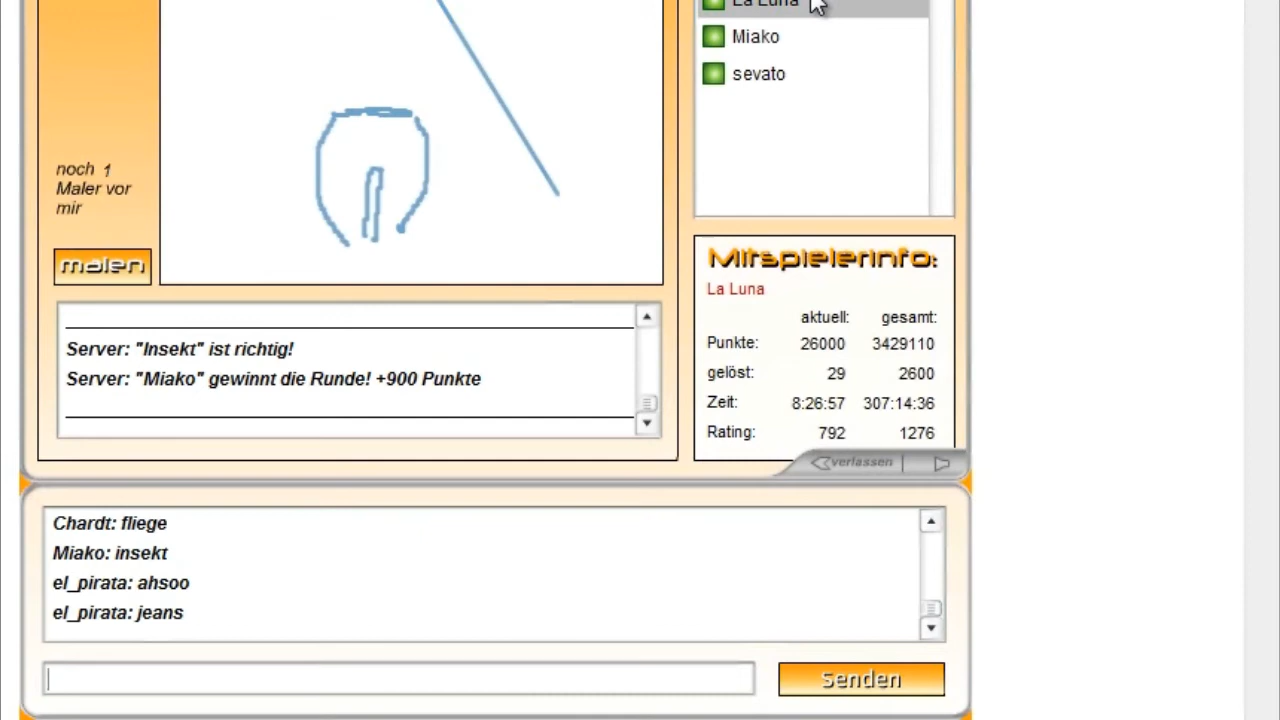 La Luna
Miako
sevato
noch 1
Maler vor
mir
malen
Mitspielerinfo:
La Luna
aktuell: gesamt:
Punkte: 26000 3429110
gelöst: 29 2600
Zeit: 8:26:57 307:14:36
Rating: 792 1276
verlassen
Server: "Insekt" ist richtig!
Server: "Miako" gewinnt die Runde! +900 Punkte
Chardt: fliege
Miako: insekt
el_pirata: ahsoo
el_pirata: jeans
Senden